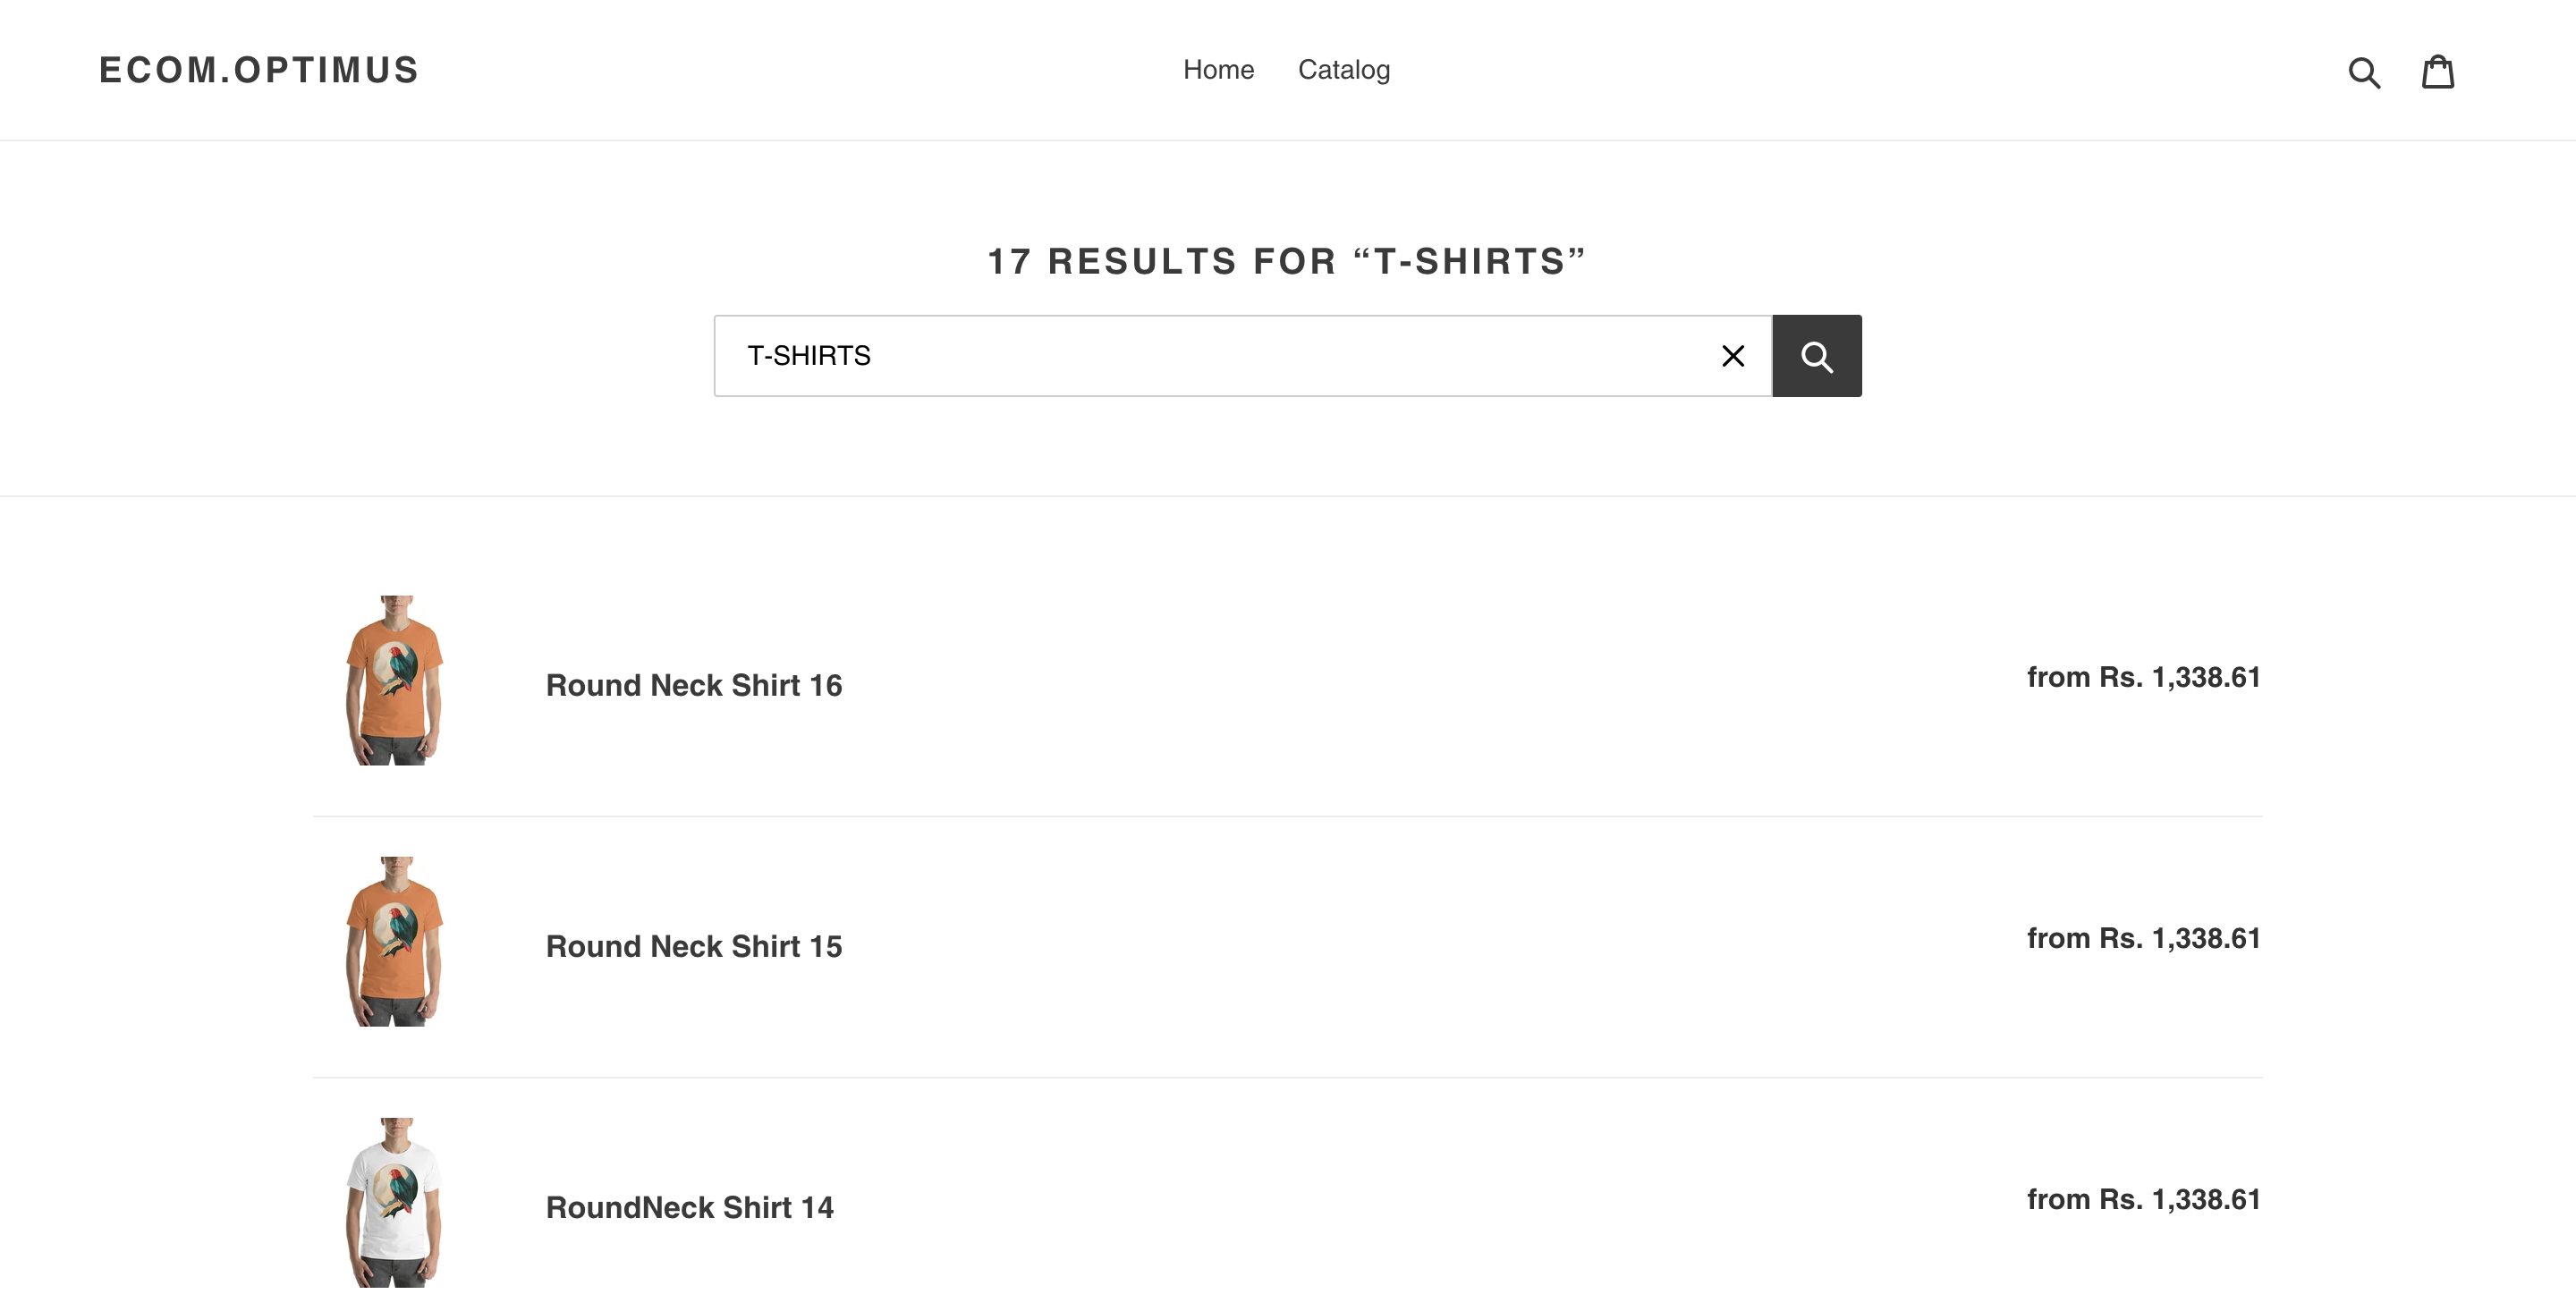 ECOM.OPTIMUS
Home Catalog
17 RESULTS FOR “T-SHIRTS”
T-SHIRTS
Round Neck Shirt 16
from Rs. 1,338.61
Round Neck Shirt 15
from Rs. 1,338.61
RoundNeck Shirt 14
from Rs. 1,338.61